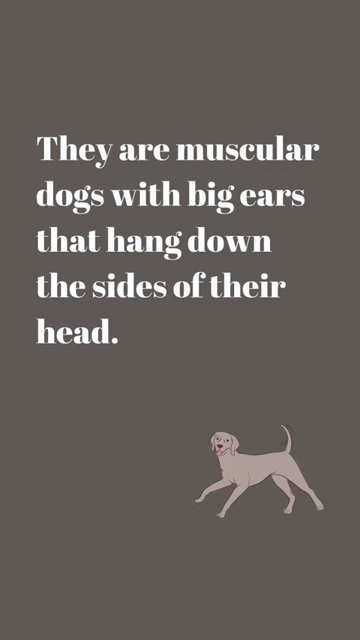 They are muscular
dogs with big ears
that hang down
the sides of their
head.